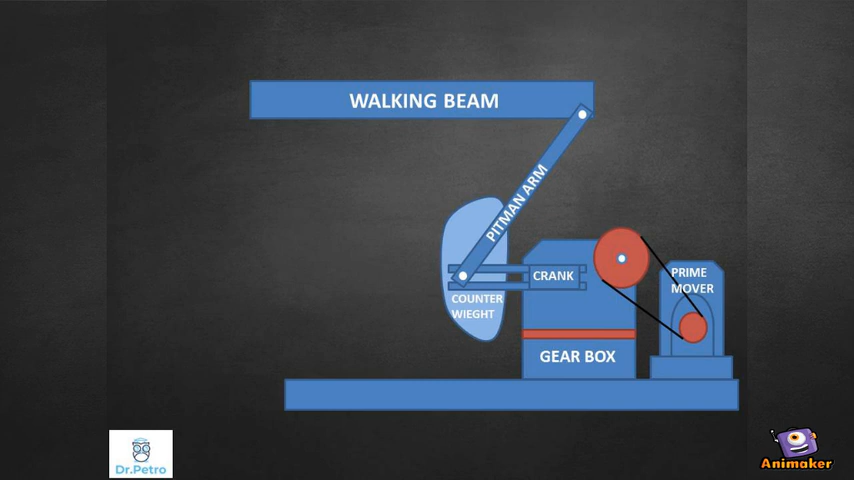 WALKING BEAM
PITMAN ARM
CRANK
PRIME
MOVER
COUNTER
WIEGHT
GEAR BOX
Dr.Petro
Animaker